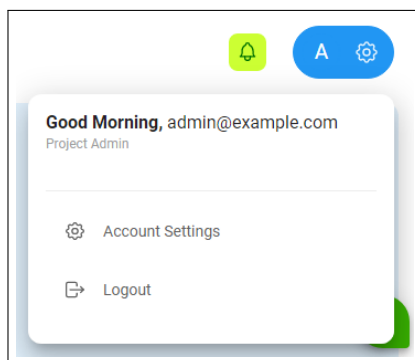 A
Good Morning, admin@example.com
Project Admin
Account Settings
Logout